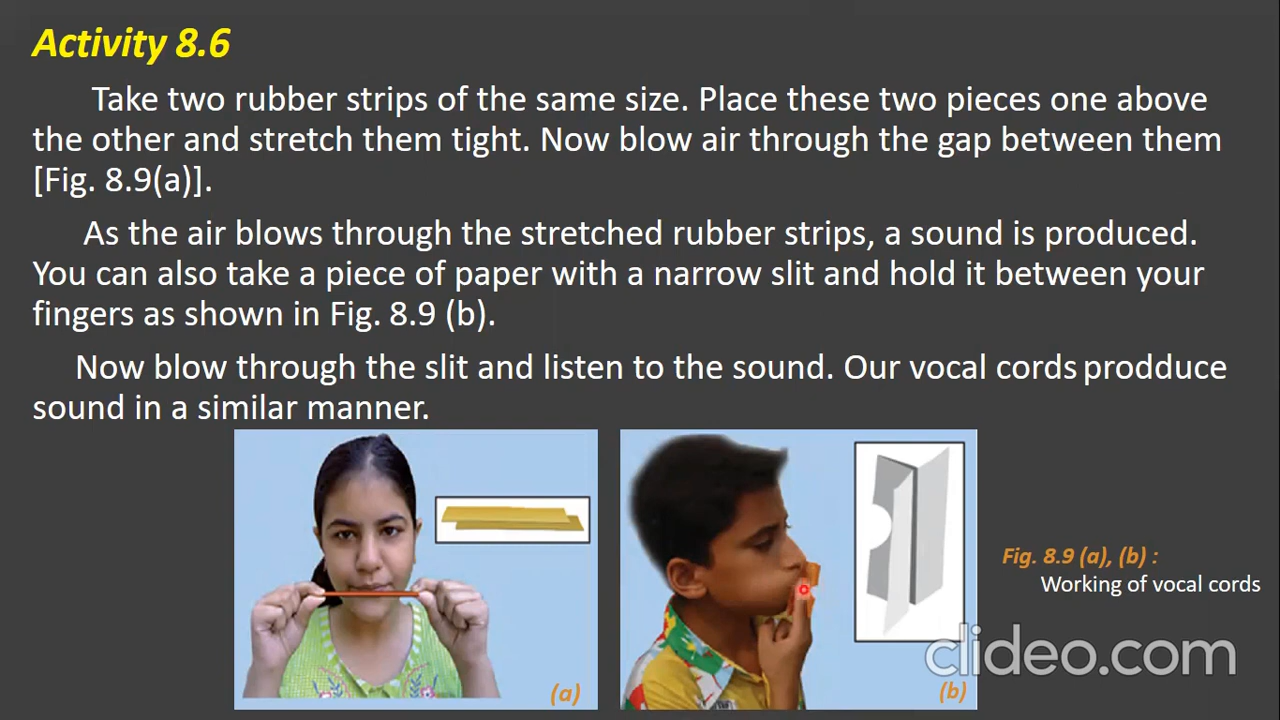 Activity 8.6
Take two rubber strips of the same size. Place these two pieces one above
the other and stretch them tight. Now blow air through the gap between them
[Fig. 8.9(a)].
As the air blows through the stretched rubber strips, a sound is produced.
You can also take a piece of paper with a narrow slit and hold it between your
fingers as shown in Fig. 8.9 (b).
Now blow through the slit and listen to the sound. Our vocal cords prodduce
sound in a similar manner.
Fig. 8.9 (a), (b) :
Working of vocal cords
clideo.com
(a)
(b)